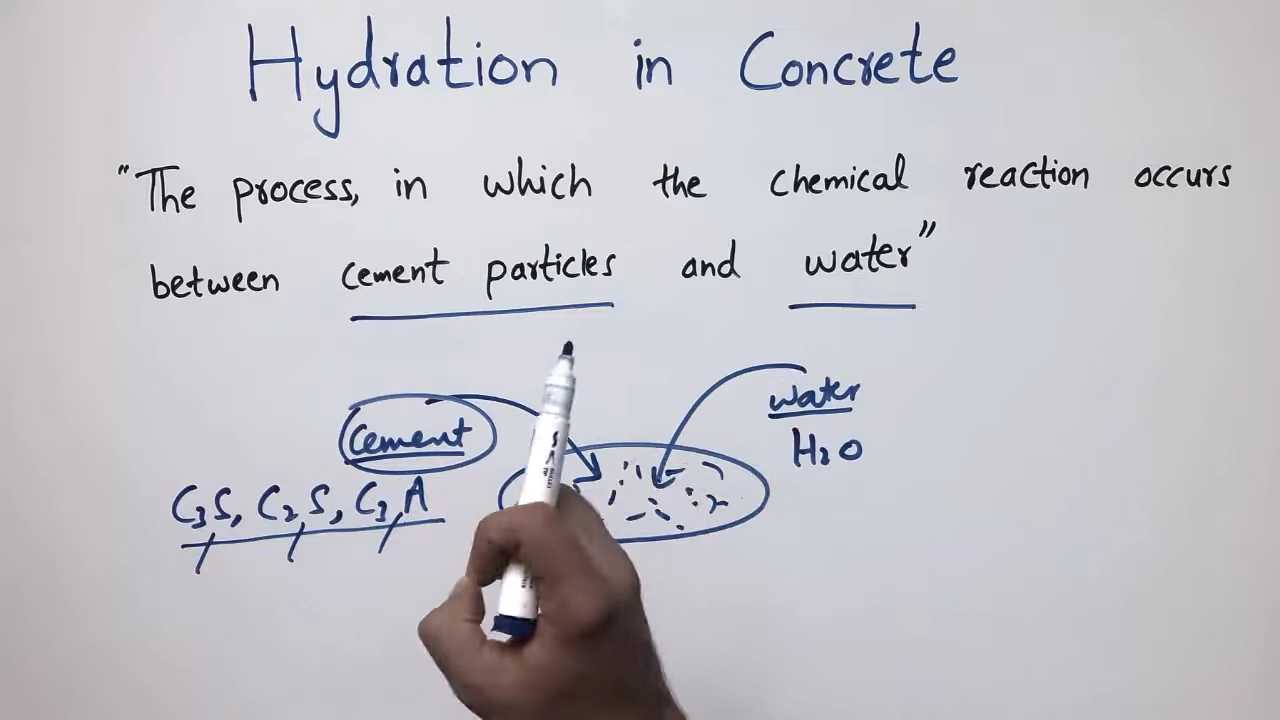 Hydration in Concrete
"The process, in which the chemical reaction occurs
between cement particles and water"
Cement
water
H2O
C3S, C2S, C3A